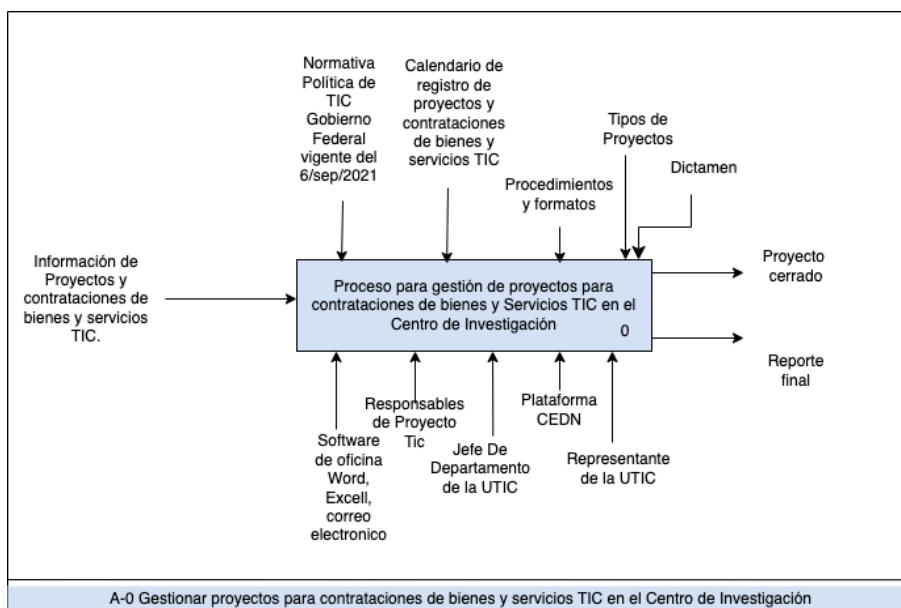 Normativa
Política de
TIC
Gobierno
Federal
vigente del
6/sep/2021
Calendario de
registro de
proyectos y
contrataciones
de bienes y
servicios TIC
Procedimientos
y formatos
Tipos de
Proyectos
Dictamen
Información de
Proyectos y
contrataciones de
bienes y servicios
TIC.
Proceso para gestión de proyectos para
contrataciones de bienes y Servicios TIC en el
Centro de Investigación
0
Proyecto
cerrado
Reporte
final
Software
de oficina
Word,
Excell,
correo
electronico
Responsables
de Proyecto
Tic
Jefe De
Departamento
de la UTIC
Plataforma
CEDN
Representante
de la UTIC
A-0 Gestionar proyectos para contrataciones de bienes y servicios TIC en el Centro de Investigación